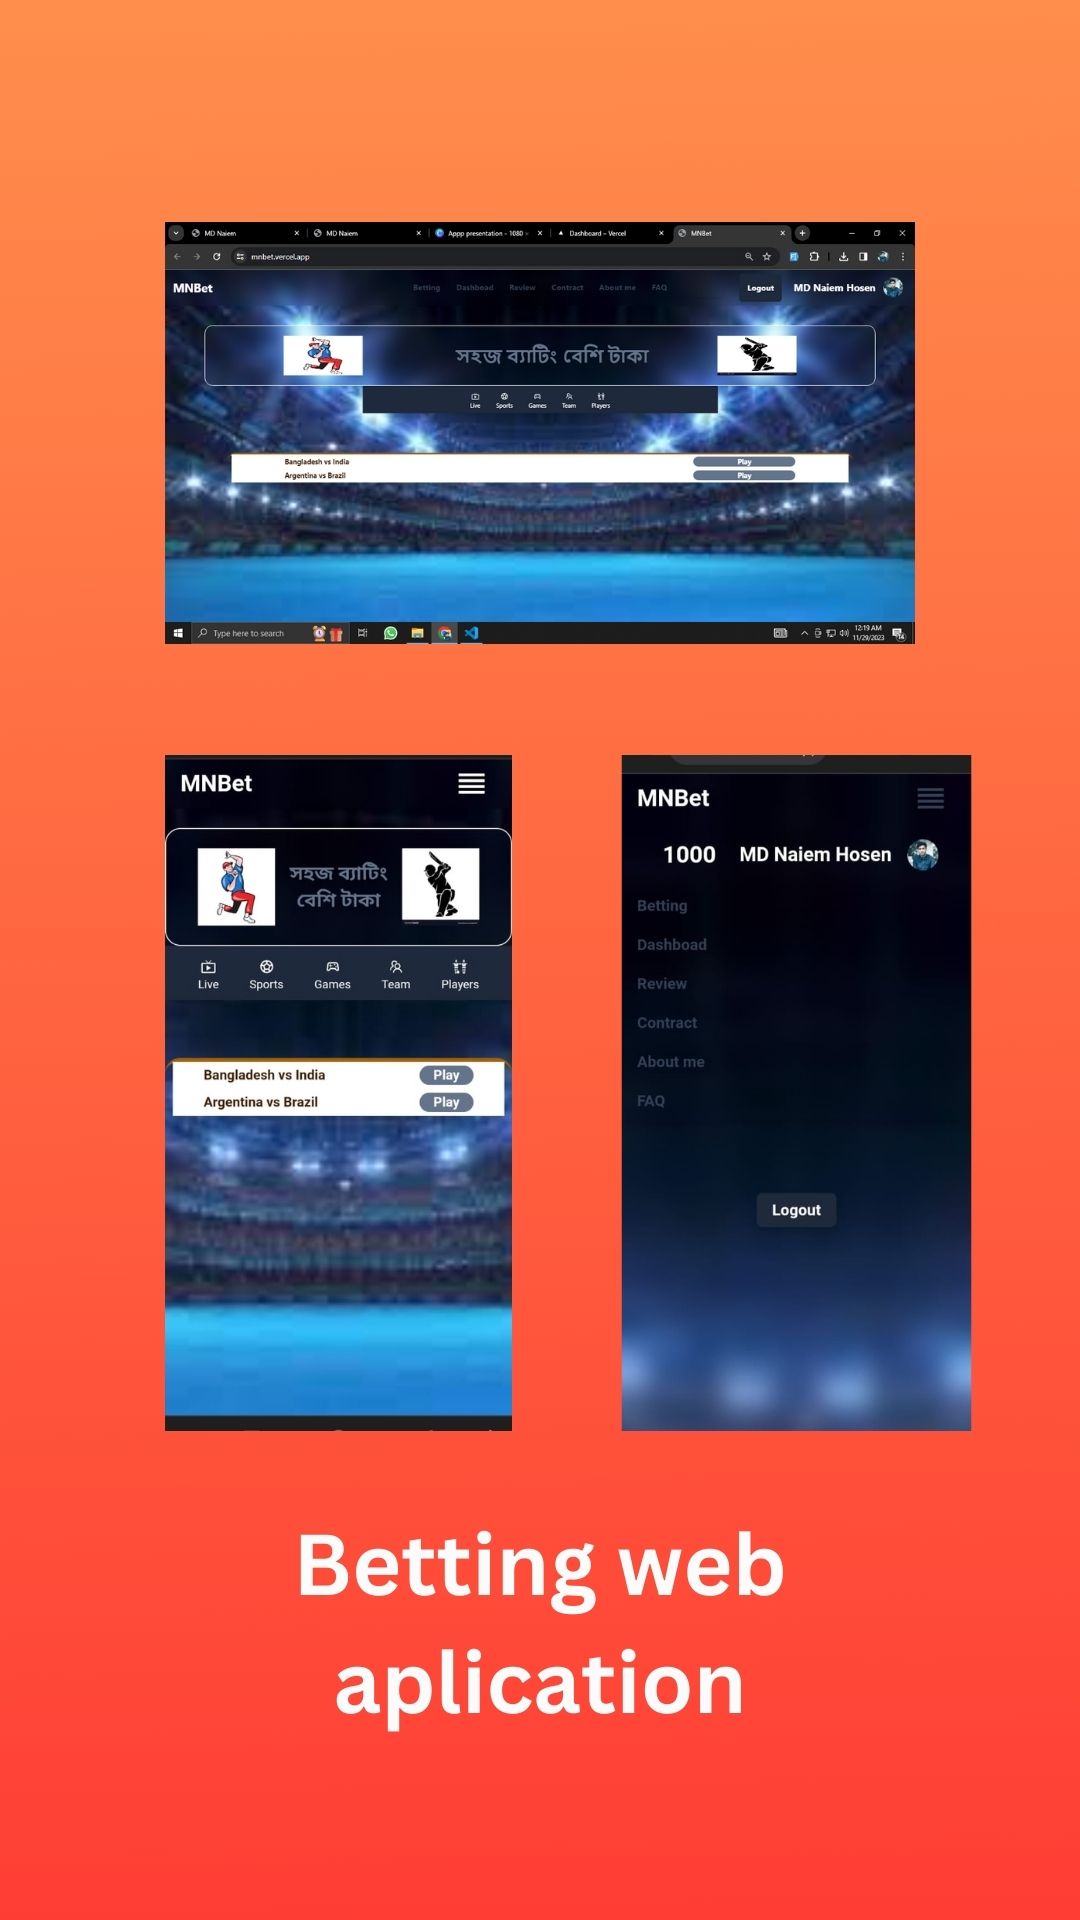 MD Naiem
MD Naiem
Appp presentation - 1080
Dashboard – Vercel
MNBet
mnbet.vercel.app
MNBet
Betting
Dashboad
Review
Contract
About me
FAQ
Logout
MD Naiem Hosen
সহজ ব্যাটিং বেশি টাকা
Live
Sports
Games
Team
Players
Bangladesh vs India
Play
Argentina vs Brazil
Play
Type here to search
12:19 AM
11/29/2023
MNBet
সহজ ব্যাটিং
বেশি টাকা
Live
Sports
Games
Team
Players
Bangladesh vs India
Play
Argentina vs Brazil
Play
MNBet
1000
MD Naiem Hosen
Betting
Dashboad
Review
Contract
About me
FAQ
Logout
Betting web
aplication